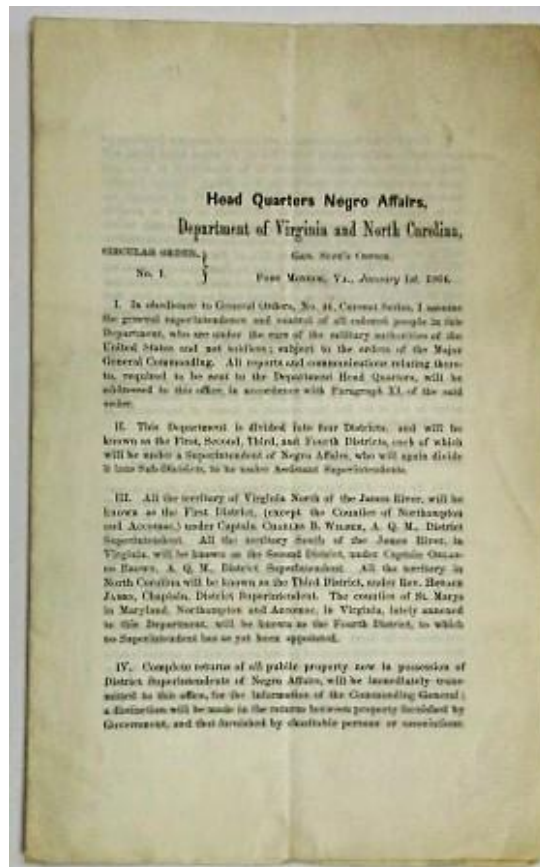 Head Quarters Negro Affairs,
Department of Virginia and North Carolina,
CIRCULAR ORDER,
No. 1.
GEN. SUPT'S OFFICE.
FORT MONROE, VA., January 1st, 1864.
I. In obedience to General Orders, No. 46, Current Series, I assume
the general superintendence and control of all colored people in this
Department, who are under the care of the military authorities of the
United States and not soldiers; subject to the orders of the Major
General Commanding. All reports and communications relating there-
to, required to be sent to the Department Head Quarters, will be
addressed to this office, in accordance with Paragraph XI. of the said
order.
II. This Department is divided into four Districts, and will be
known as the First, Second, Third, and Fourth Districts, each of which
will be under a Superintendent of Negro Affairs, who will again divide
it into Sub-Districts, to be under Assistant Superintendents.
III. All the territory of Virginia North of the James River, will be
known as the First District, (except the Counties of Northampton
and Accomac,) under Captain CHARLES B. WILDER, A. Q. M., District
Superintendent. All the territory South of the James River, in
Virginia, will be known as the Second District, under Captain ORLAN-
DO BROWN, A. Q. M., District Superintendent. All the territory in
North Carolina will be known as the Third District, under Rev. HORACE
JAMES, Chaplain, District Superintendent. The counties of St. Marys
in Maryland, Northampton and Accomac, in Virginia, lately annexed
to this Department, will be known as the Fourth District, to which
no Superintendent has as yet been appointed.
IV. Complete returns of all public property now in possession of
District Superintendents of Negro Affairs, will be immediately trans-
mitted to this office, for the information of the Commanding General;
a distinction will be made in the returns between property furnished by
Government, and that furnished by charitable persons or associations.